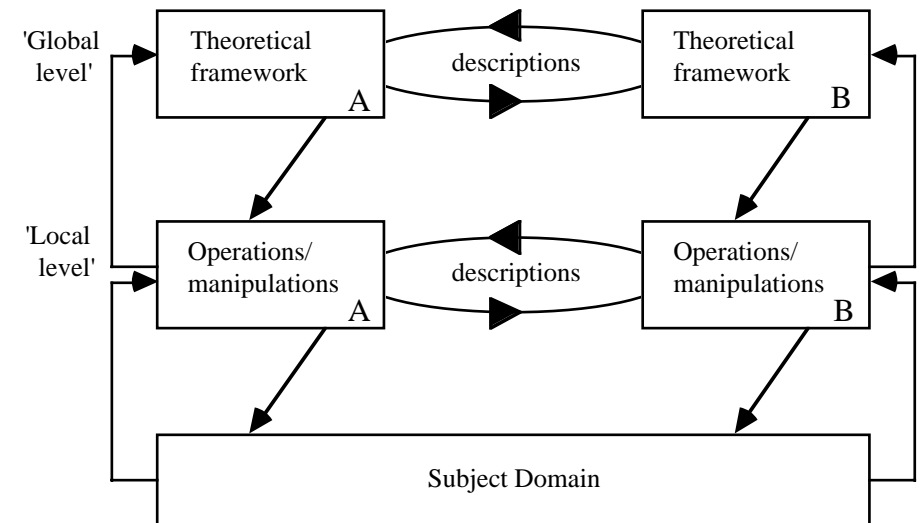 'Global
level'
Theoretical
framework
A
descriptions
Theoretical
framework
B
'Local
level'
Operations/
manipulations
A
descriptions
Operations/
manipulations
B
Subject Domain